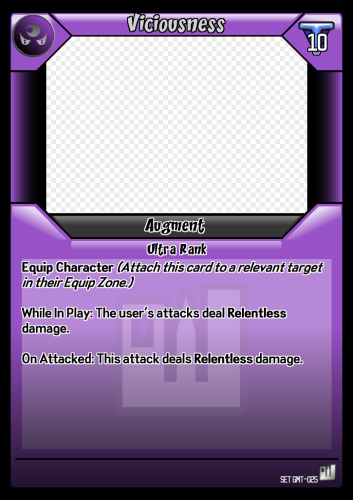 Viciousness
10
Augment
Ultra Rank
Equip Character (Attach this card to a relevant target
in their Equip Zone.)
While In Play: The user's attacks deal Relentless
damage.
On Attacked: This attack deals Relentless damage.
SET GMT-025